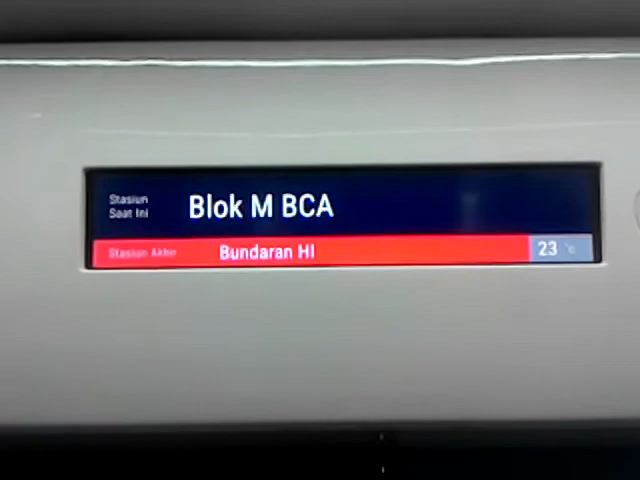 Stasiun
Saat Ini
Blok M BCA
Stasiun Akhir
Bundaran HI
23 °C